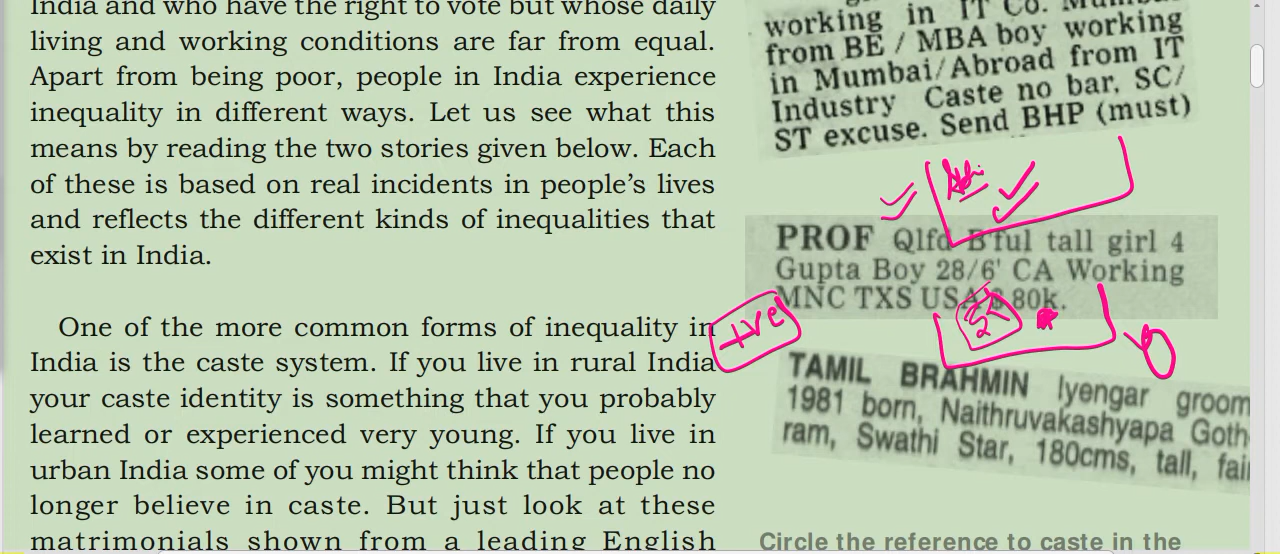 India and who have the right to vote but whose daily
living and working conditions are far from equal.
Apart from being poor, people in India experience
inequality in different ways. Let us see what this
means by reading the two stories given below. Each
of these is based on real incidents in people's lives
and reflects the different kinds of inequalities that
exist in India.
One of the more common forms of inequality in
India is the caste system. If you live in rural India
your caste identity is something that you probably
learned or experienced very young. If you live in
urban India some of you might think that people no
longer believe in caste. But just look at these
matrimonials shown from a leading English
working in IT Co.
from BE / MBA boy working
in Mumbai/Abroad from IT
Industry Caste no bar, SC/
ST excuse. Send BHP (must)
PROF Qlfd B'ful tall girl 4
Gupta Boy 28/6' CA Working
MNC TXS USA $ 80k.
+ve
TAMIL BRAHMIN Iyengar groom
1981 born, Naithruvakashyapa Goth
ram, Swathi Star, 180cms, tall, fair
Circle the reference to caste in the